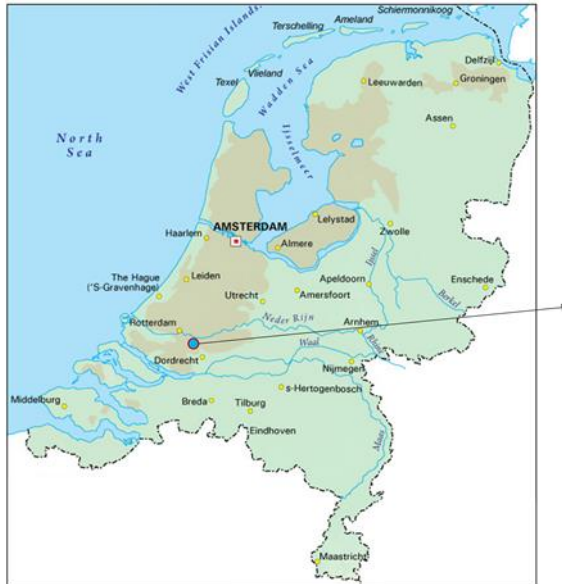 Schiermonnikoog
Ameland
Terschelling
West Frisian Islands
Vlieland
Texel
Wadden Sea
Delfzijl
Groningen
Leeuwarden
Assen
North
Sea
Ijsselmeer
Lelystad
AMSTERDAM
Haarlem
Almere
Zwolle
Ijssel
Leiden
The Hague
('S-Gravenhage)
Apeldoorn
Enschede
Utrecht
Amersfoort
Berkel
Rotterdam
Neder Rijn
Arnhem
Waal
Dordrecht
Nijmegen
s-Hertogenbosch
Middelburg
Breda
Tilburg
Eindhoven
Maas
Maastricht